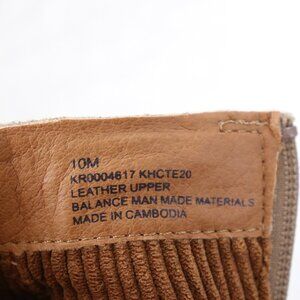 10M
KR0004617 KHCTE20
LEATHER UPPER
BALANCE MAN MADE MATERIALS
MADE IN CAMBODIA